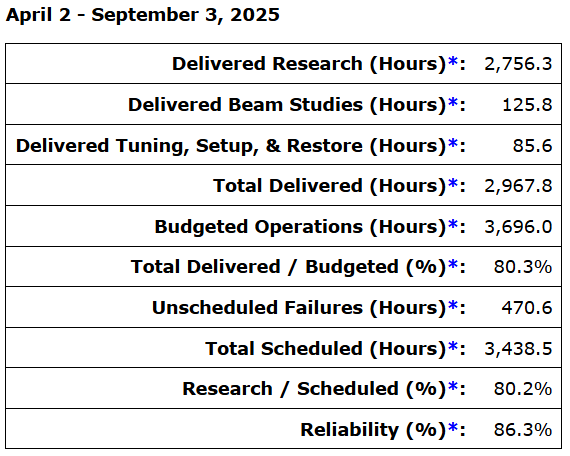 April 2 - September 3, 2025
Delivered Research (Hours)*: 2,756.3
Delivered Beam Studies (Hours)*: 125.8
Delivered Tuning, Setup, & Restore (Hours)*: 85.6
Total Delivered (Hours)*: 2,967.8
Budgeted Operations (Hours)*: 3,696.0
Total Delivered / Budgeted (%)*: 80.3%
Unscheduled Failures (Hours)*: 470.6
Total Scheduled (Hours)*: 3,438.5
Research / Scheduled (%)*: 80.2%
Reliability (%)*: 86.3%